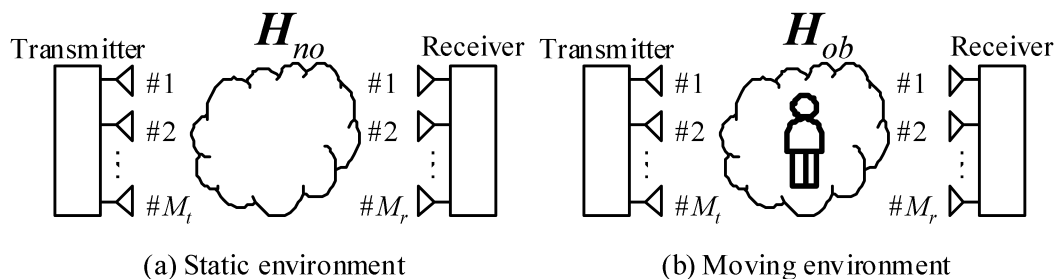 H_no
Transmitter
Receiver
#1
#2
#M_t
#1
#2
#M_r
(a) Static environment
H_ob
Transmitter
Receiver
#1
#2
#M_t
#1
#2
#M_r
(b) Moving environment